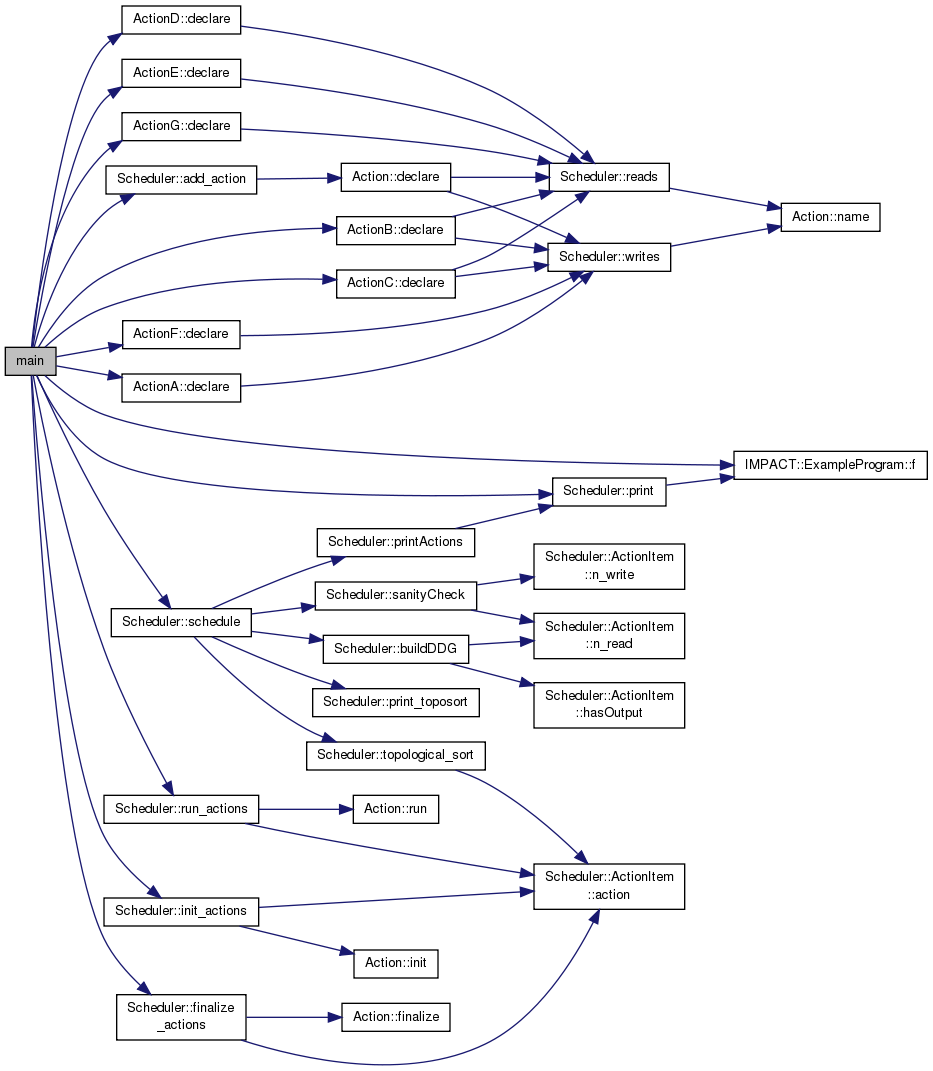 ActionD::declare
ActionE::declare
ActionG::declare
Scheduler::add_action
Action::declare
Scheduler::reads
Action::name
ActionB::declare
Scheduler::writes
ActionC::declare
ActionF::declare
main
ActionA::declare
IMPACT::ExampleProgram::f
Scheduler::print
Scheduler::printActions
Scheduler::ActionItem
::n_write
Scheduler::sanityCheck
Scheduler::schedule
Scheduler::ActionItem
::n_read
Scheduler::buildDDG
Scheduler::print_toposort
Scheduler::ActionItem
::hasOutput
Scheduler::topological_sort
Scheduler::run_actions
Action::run
Scheduler::ActionItem
::action
Scheduler::init_actions
Action::init
Scheduler::finalize
_actions
Action::finalize